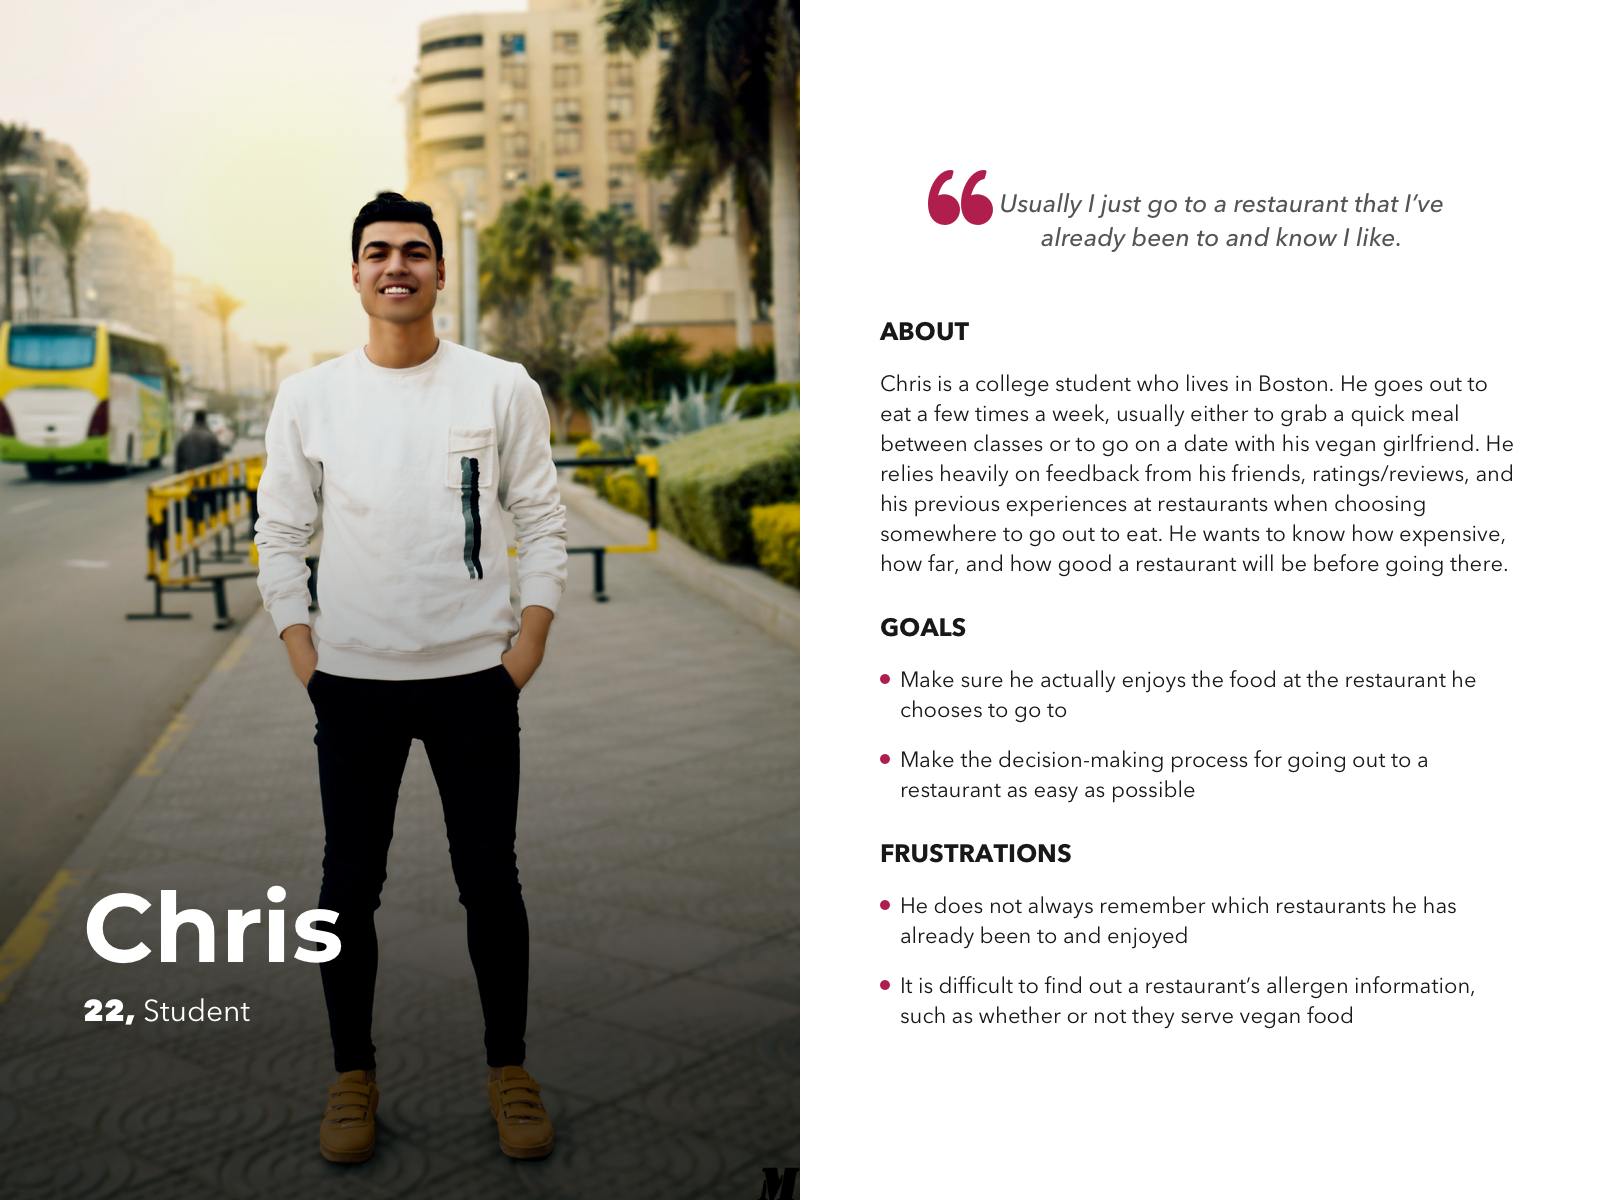 “Usually I just go to a restaurant that I’ve
already been to and know I like.
ABOUT
Chris is a college student who lives in Boston. He goes out to
eat a few times a week, usually either to grab a quick meal
between classes or to go on a date with his vegan girlfriend. He
relies heavily on feedback from his friends, ratings/reviews, and
his previous experiences at restaurants when choosing
somewhere to go out to eat. He wants to know how expensive,
how far, and how good a restaurant will be before going there.
GOALS
• Make sure he actually enjoys the food at the restaurant he
chooses to go to
• Make the decision-making process for going out to a
restaurant as easy as possible
FRUSTRATIONS
• He does not always remember which restaurants he has
already been to and enjoyed
• It is difficult to find out a restaurant’s allergen information,
such as whether or not they serve vegan food
Chris
22, Student
M